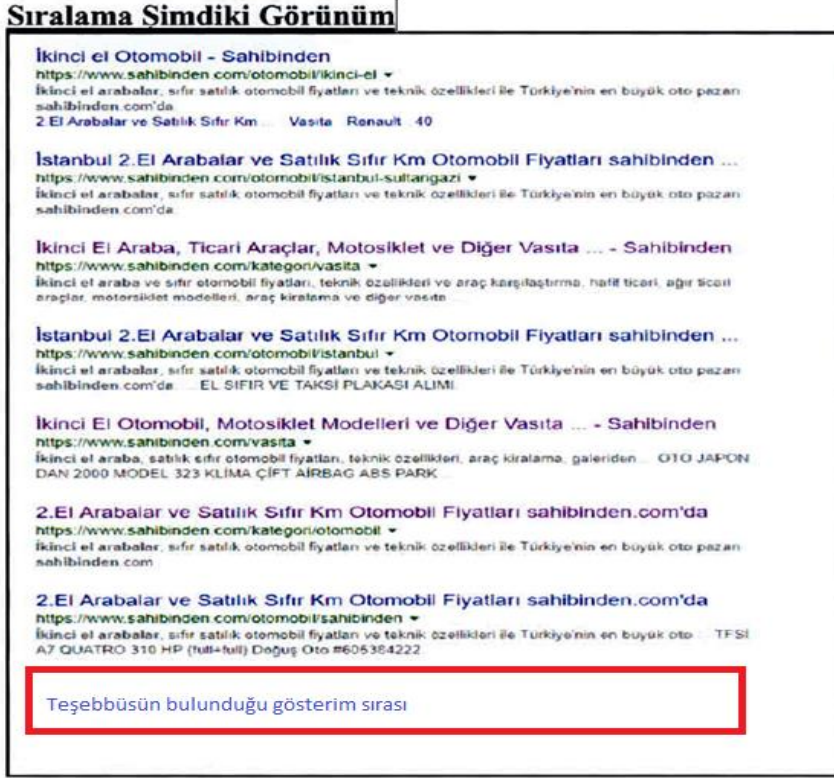 Sıralama Şimdiki Görünüm
İkinci el Otomobil - Sahibinden
https://www.sahibinden.com/otomobil/ikinci-el
İkinci el arabalar, sıfır satılık otomobil fiyatları ve teknik özellikleri ile Türkiye'nin en büyük oto pazarı
sahibinden.com'da
2.El Arabalar ve Satılık Sıfır Km ... Vasıta Renault 40
İstanbul 2.El Arabalar ve Satılık Sıfır Km Otomobil Fiyatları sahibinden ...
https://www.sahibinden.com/otomobil/istanbul-sultangazi
İkinci el arabalar, sıfır satılık otomobil fiyatları ve teknik özellikleri ile Türkiye'nin en büyük oto pazarı
sahibinden.com'da
İkinci El Araba, Ticari Araçlar, Motosiklet ve Diğer Vasıta ... - Sahibinden
https://www.sahibinden.com/kategori/vasita
İkinci el araba ve sıfır otomobil fiyatları, teknik özellikleri ve araç karşılaştırma, hafif ticari, ağır ticari
araçlar, motorsiklet modelleri, araç kiralama ve diğer vasıta ...
İstanbul 2.El Arabalar ve Satılık Sıfır Km Otomobil Fiyatları sahibinden ...
https://www.sahibinden.com/otomobil/istanbul
İkinci el arabalar, sıfır satılık otomobil fiyatları ve teknik özellikleri ile Türkiye'nin en büyük oto pazarı
sahibinden.com'da ... EL SIFIR VE TAKSİ PLAKASI ALIMI
İkinci El Otomobil, Motosiklet Modelleri ve Diğer Vasıta ... - Sahibinden
https://www.sahibinden.com/vasita
İkinci el araba, satılık sıfır otomobil fiyatları, teknik özellikleri, araç kiralama, galeriden ... OTO JAPON
DAN 2000 MODEL 323 KLİMA ÇİFT AİRBAG ABS PARK ...
2.El Arabalar ve Satılık Sıfır Km Otomobil Fiyatları sahibinden.com'da
https://www.sahibinden.com/kategori/otomobil
İkinci el arabalar, sıfır satılık otomobil fiyatları ve teknik özellikleri ile Türkiye'nin en büyük oto pazarı
sahibinden.com
2.El Arabalar ve Satılık Sıfır Km Otomobil Fiyatları sahibinden.com'da
https://www.sahibinden.com/otomobil/sahibinden
İkinci el arabalar, sıfır satılık otomobil fiyatları ve teknik özellikleri ile Türkiye'nin en büyük oto ... TFSİ
A7 QUATRO 310 HP (full+full) Doğuş Oto #605384222
Teşebbüsün bulunduğu gösterim sırası